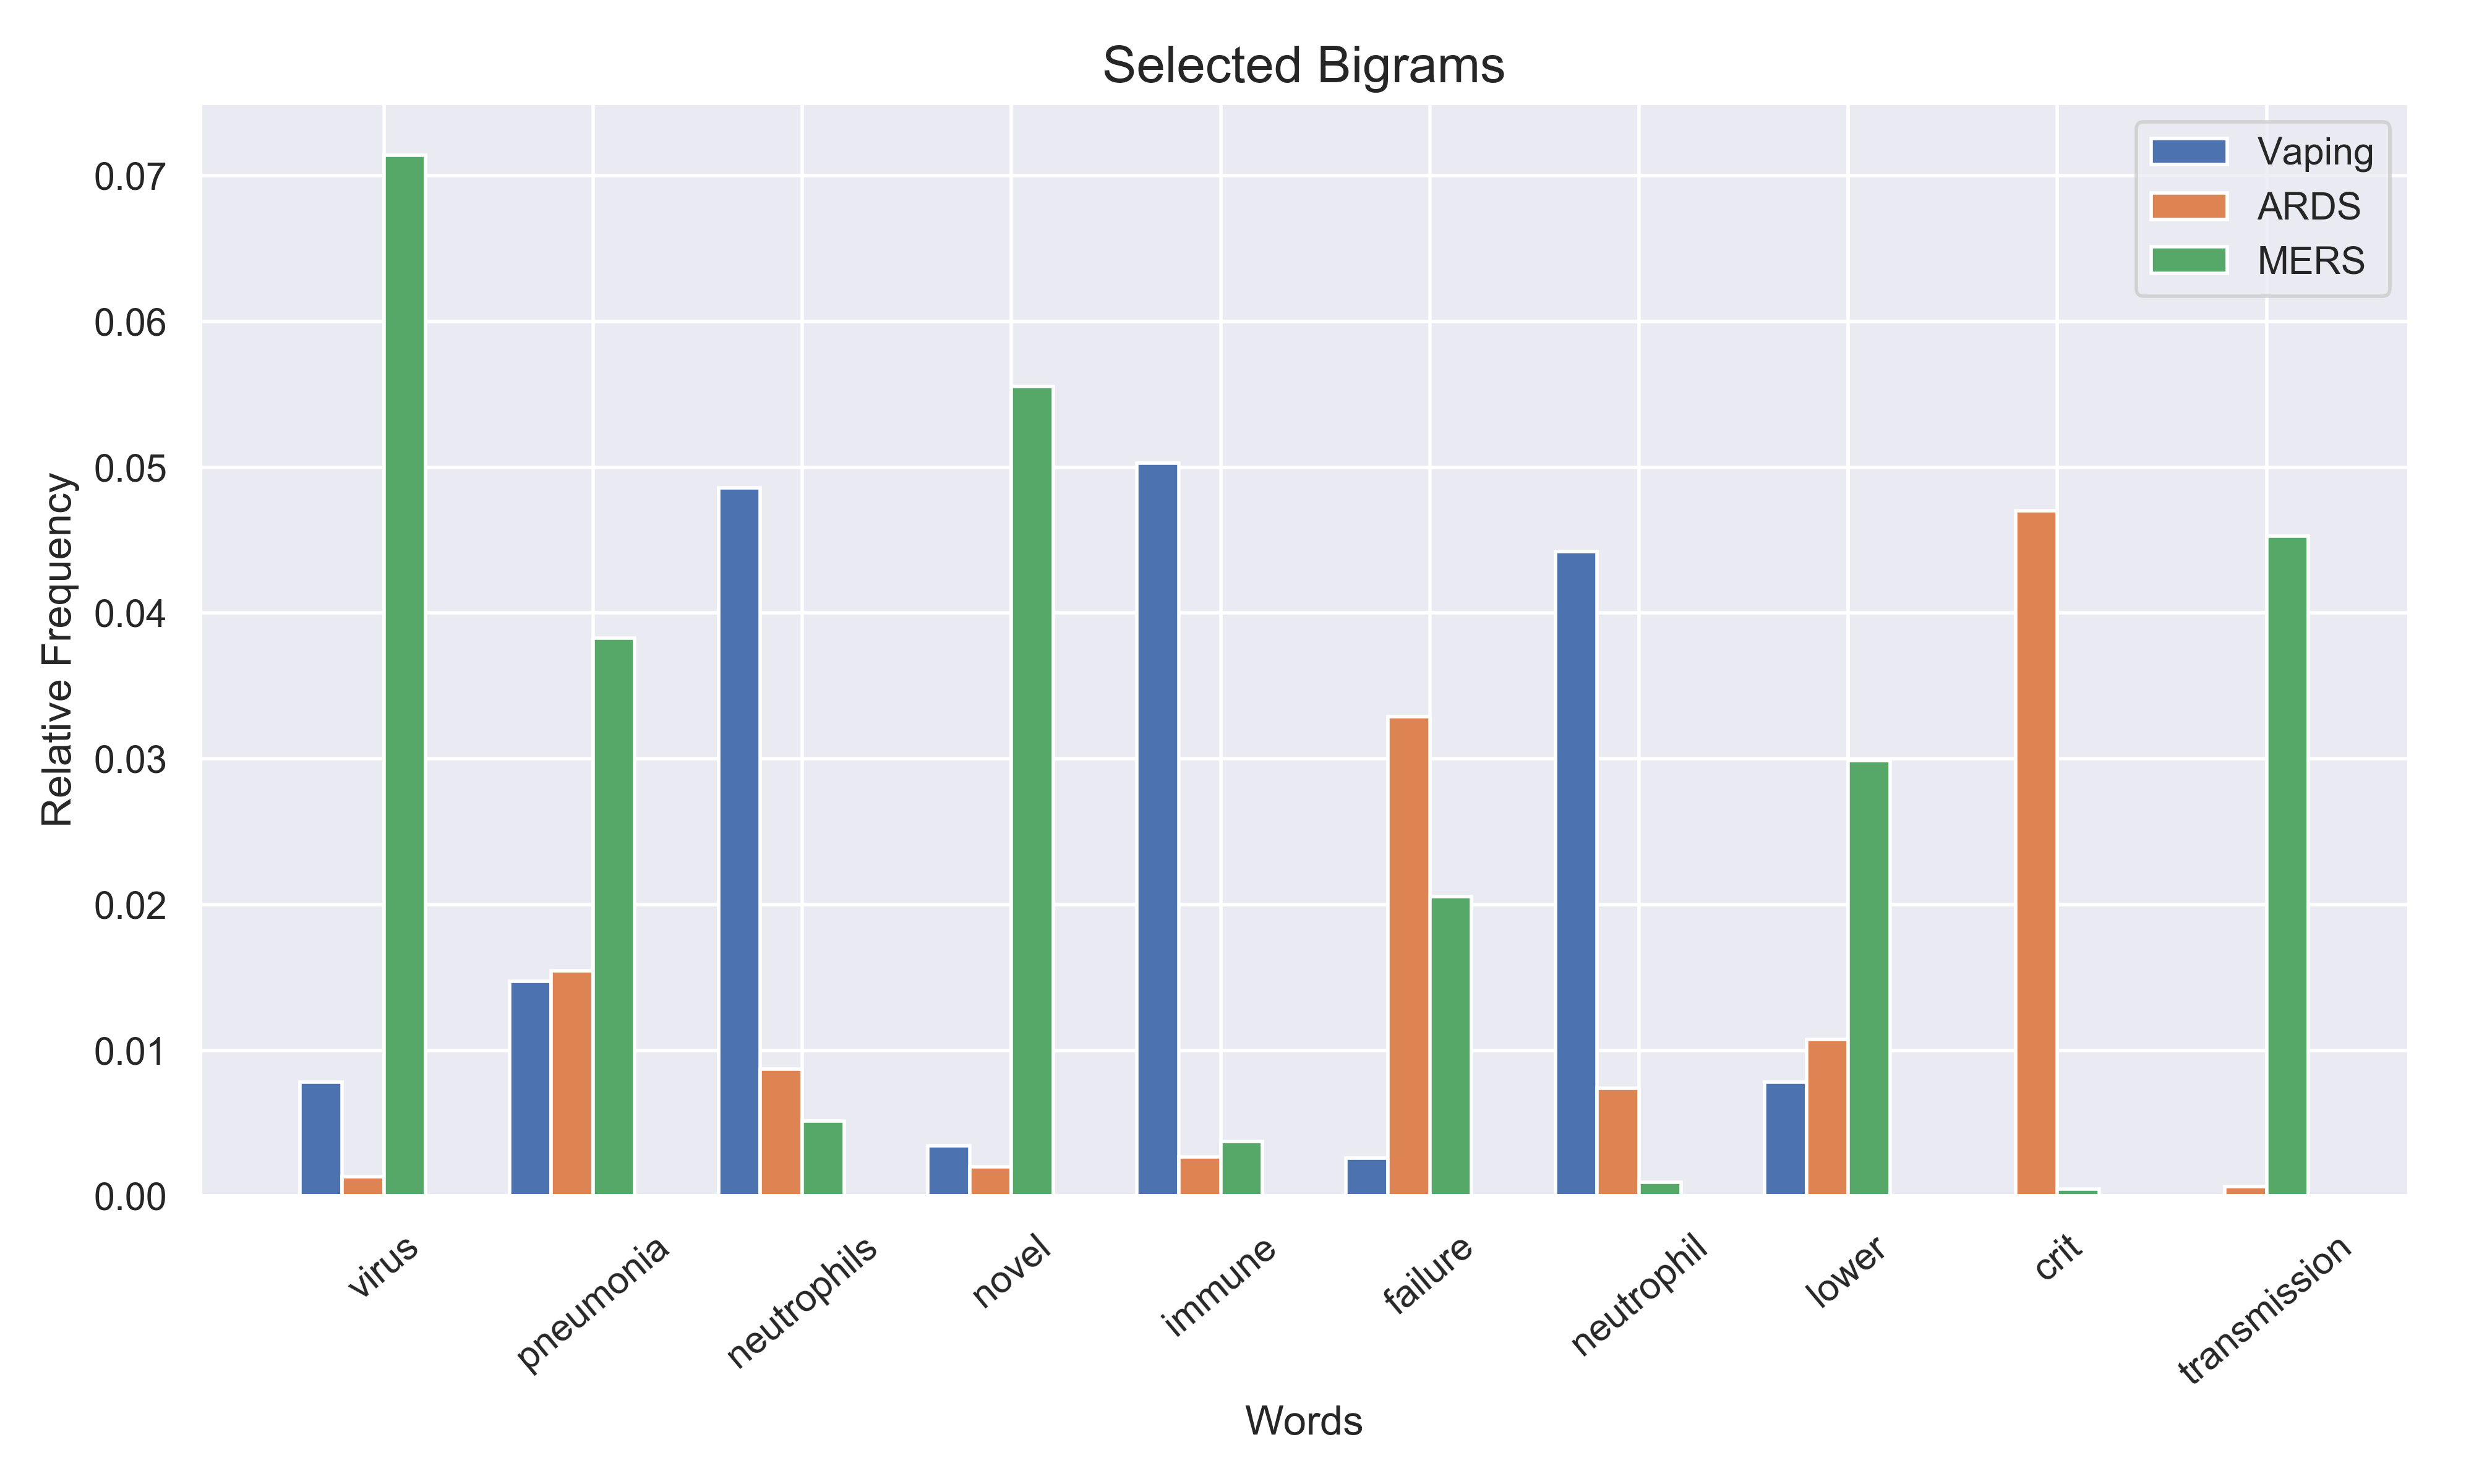 Selected Bigrams
Vaping
ARDS
MERS
Relative Frequency
0.07
0.06
0.05
0.04
0.03
0.02
0.01
0.00
virus
pneumonia
neutrophils
novel
immune
failure
neutrophil
lower
crit
transmission
Words